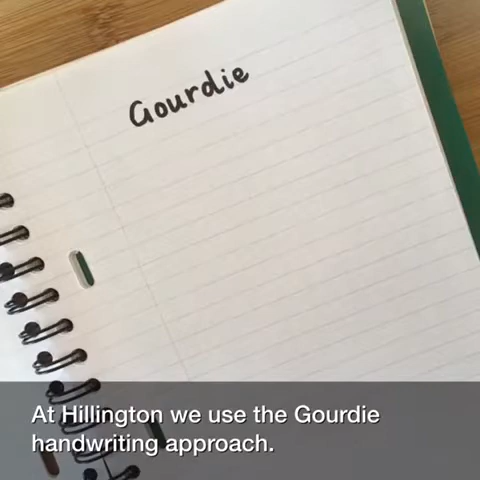 Gourdie
At Hillington we use the Gourdie
handwriting approach.